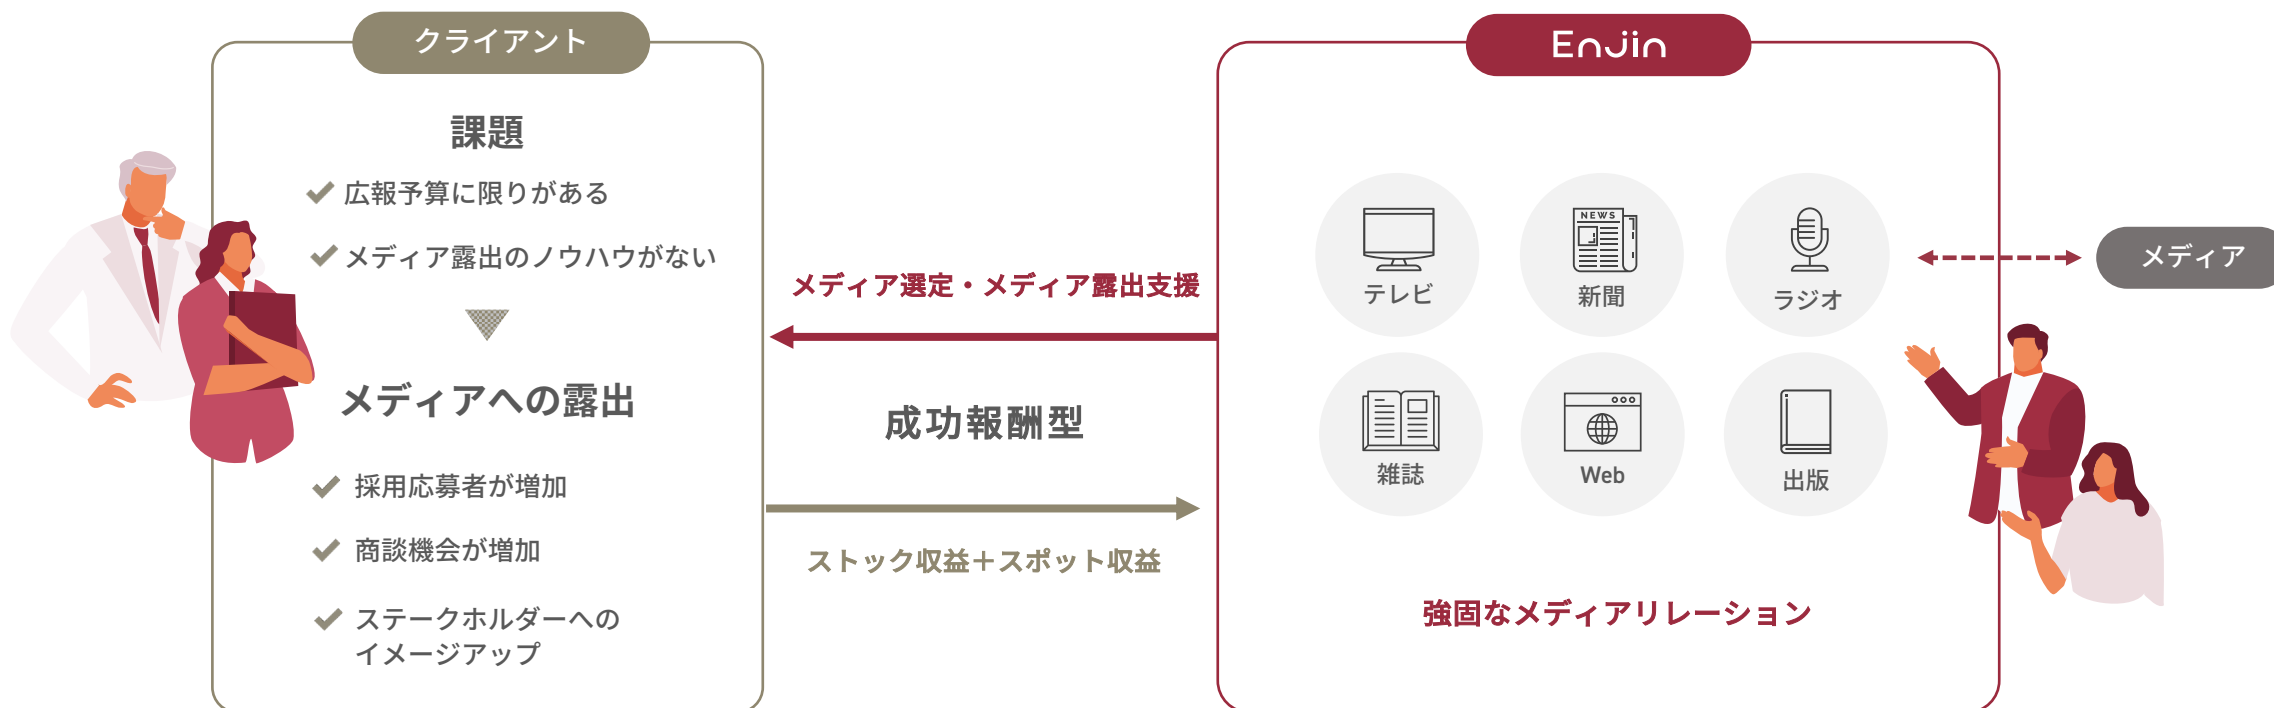 クライアント
課題
広報予算に限りがある
メディア露出のノウハウがない
メディアへの露出
採用応募者が増加
商談機会が増加
ステークホルダーへの
イメージアップ
メディア選定・メディア露出支援
成功報酬型
ストック収益＋スポット収益
EnJin
テレビ
NEWS
新聞
ラジオ
雑誌
Web
出版
強固なメディアリレーション
メディア